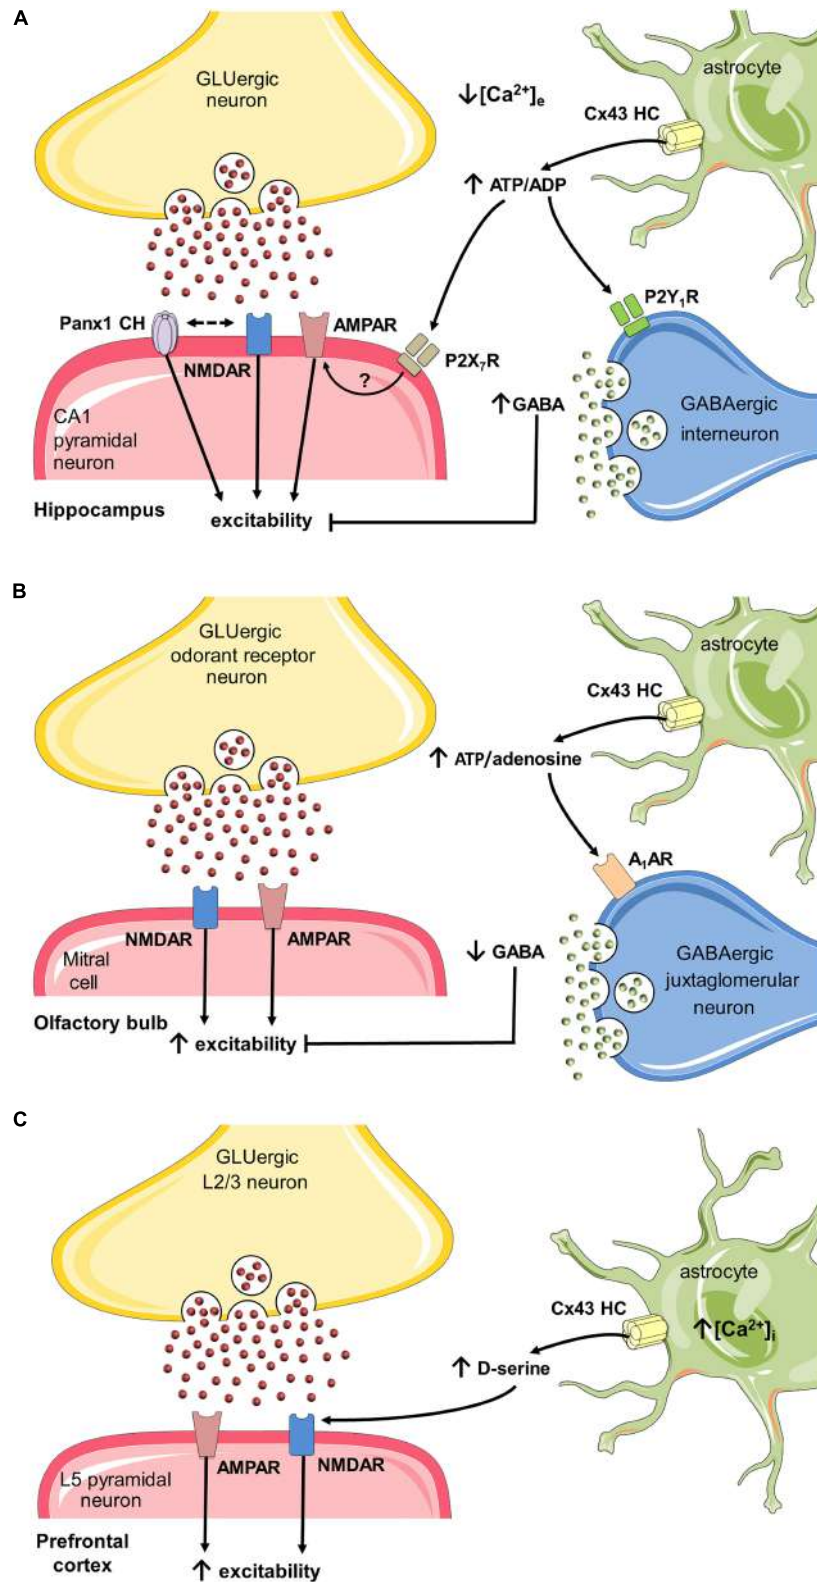 A
GLUergic
neuron
↓[Ca²⁺]ₑ
astrocyte
Cx43 HC
↑ ATP/ADP
Panx1 CH
AMPAR
NMDAR
P2X₇R
?
P2Y₁R
CA1
pyramidal
neuron
↑GABA
GABAergic
interneuron
Hippocampus
excitability
B
GLUergic
odorant receptor
neuron
astrocyte
Cx43 HC
↑ ATP/adenosine
A₁AR
NMDAR
AMPAR
Mitral
cell
↓ GABA
GABAergic
juxtaglomerular
neuron
Olfactory bulb
↑ excitability
C
GLUergic
L2/3 neuron
astrocyte
Cx43 HC
↑[Ca²⁺]ᵢ
↑ D-serine
AMPAR
NMDAR
L5 pyramidal
neuron
Prefrontal
cortex
↑ excitability